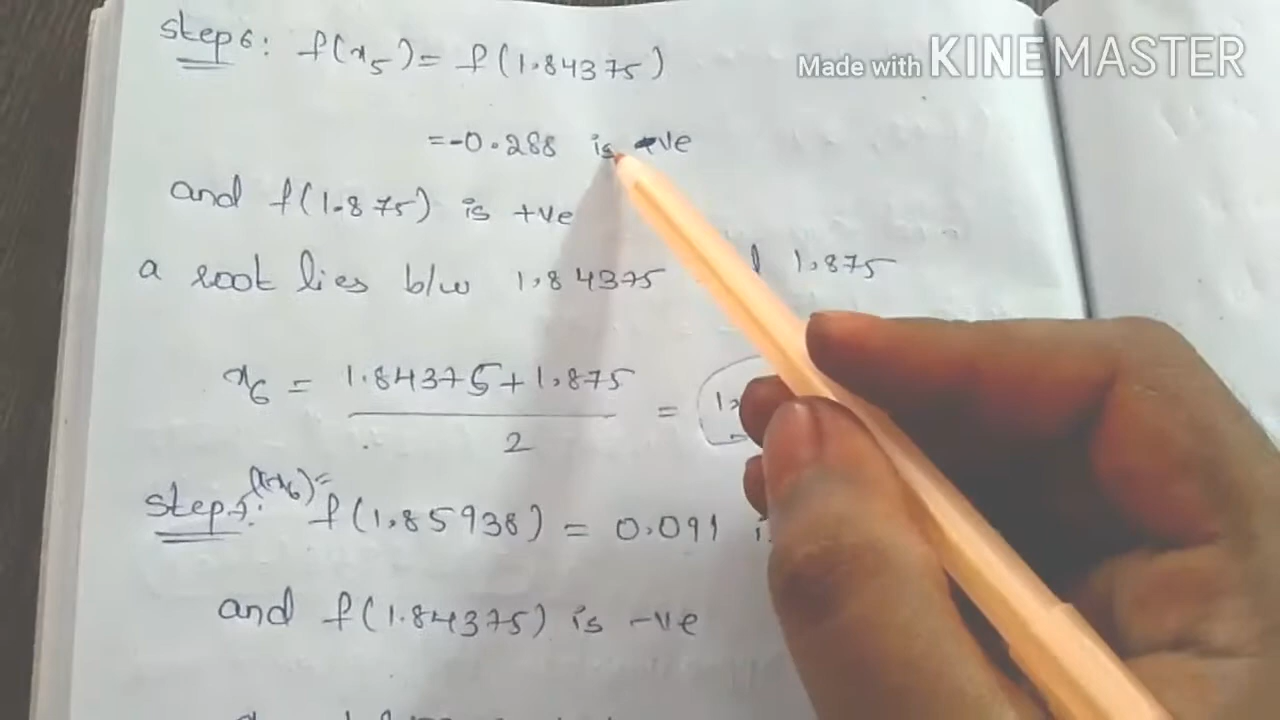 step 6: f(x5) = f(1.84375)
Made with KINEMASTER
= -0.288 is -ve
and f(1.875) is +ve
a root lies b/w 1.84375 1.875
x6 = 1.84375 + 1.875
2
=
f(x6) =
Step 7: f(1.85938) = 0.091
and f(1.84375) is -ve